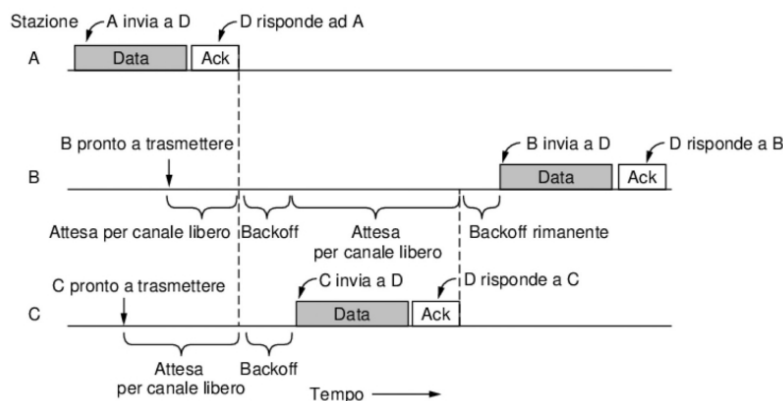 Stazione
A invia a D
D risponde ad A
A
Data
Ack
B pronto a trasmettere
B invia a D
D risponde a B
B
Data
Ack
Attesa per canale libero
Backoff
Attesa
per canale libero
Backoff rimanente
C pronto a trasmettere
C invia a D
D risponde a C
C
Data
Ack
Attesa
per canale libero
Backoff
Tempo